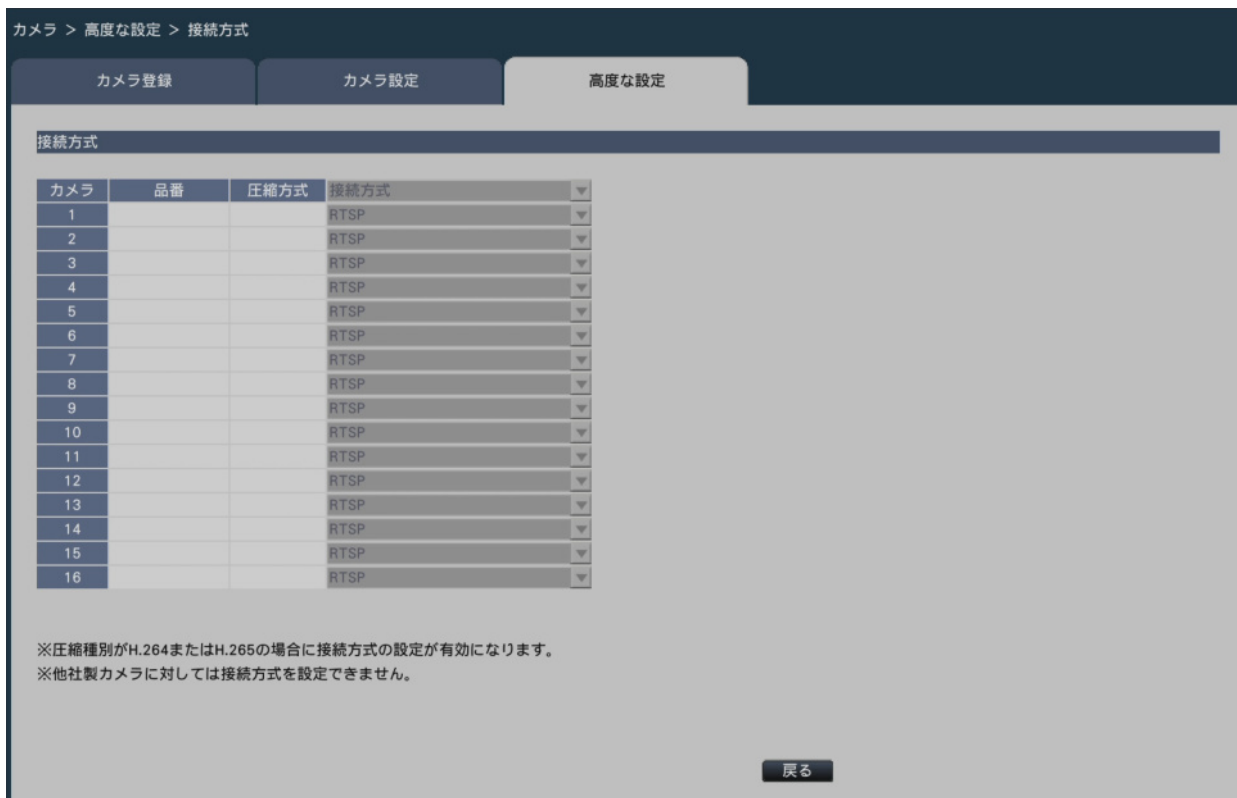 カメラ > 高度な設定 > 接続方式
カメラ登録 カメラ設定 高度な設定
接続方式
カメラ 品番 圧縮方式 接続方式
1 RTSP
2 RTSP
3 RTSP
4 RTSP
5 RTSP
6 RTSP
7 RTSP
8 RTSP
9 RTSP
10 RTSP
11 RTSP
12 RTSP
13 RTSP
14 RTSP
15 RTSP
16 RTSP
※圧縮種別がH.264またはH.265の場合に接続方式の設定が有効になります。
※他社製カメラに対しては接続方式を設定できません。
戻る